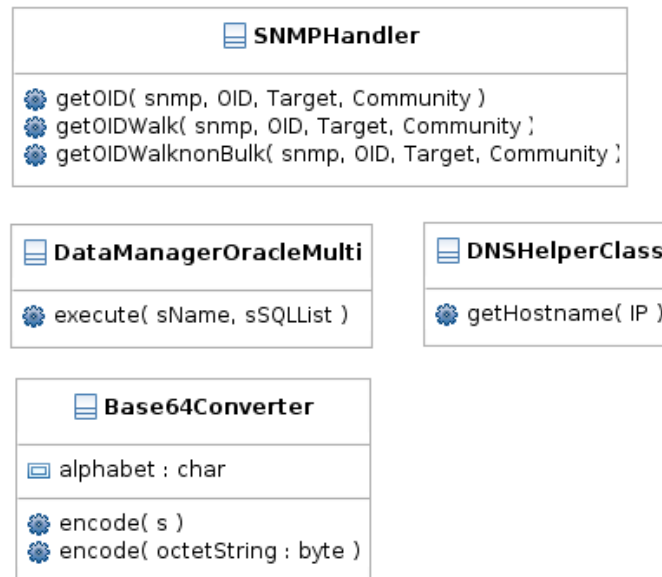 SNMPHandler
getOID( snmp, OID, Target, Community )
getOIDWalk( snmp, OID, Target, Community )
getOIDWalknonBulk( snmp, OID, Target, Community )
DataManagerOracleMulti
execute( sName, sSQLList )
DNSHelperClass
getHostname( IP )
Base64Converter
alphabet : char
encode( s )
encode( octetString : byte )